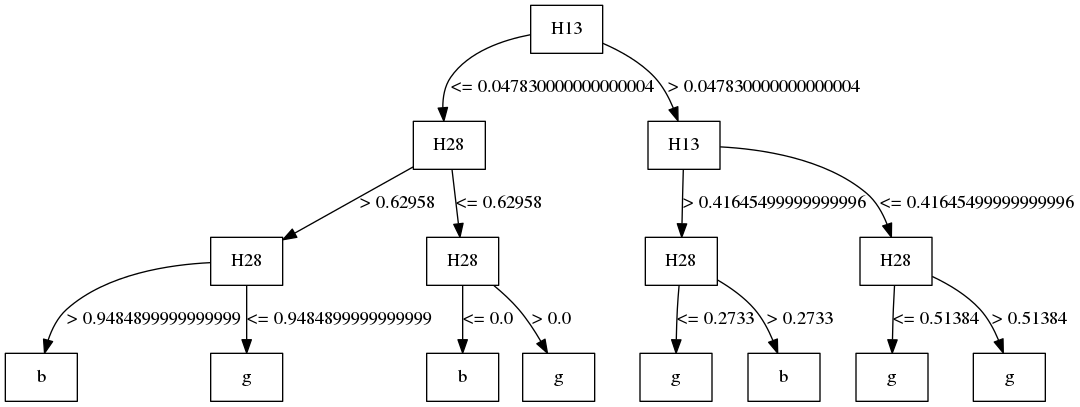 H13
<= 0.047830000000000004
> 0.047830000000000004
H28
H13
> 0.62958
<= 0.62958
> 0.41645499999999996
<= 0.41645499999999996
H28
H28
H28
H28
> 0.9484899999999999
<= 0.9484899999999999
<= 0.0
> 0.0
<= 0.2733
> 0.2733
<= 0.51384
> 0.51384
b
g
b
g
g
b
g
g